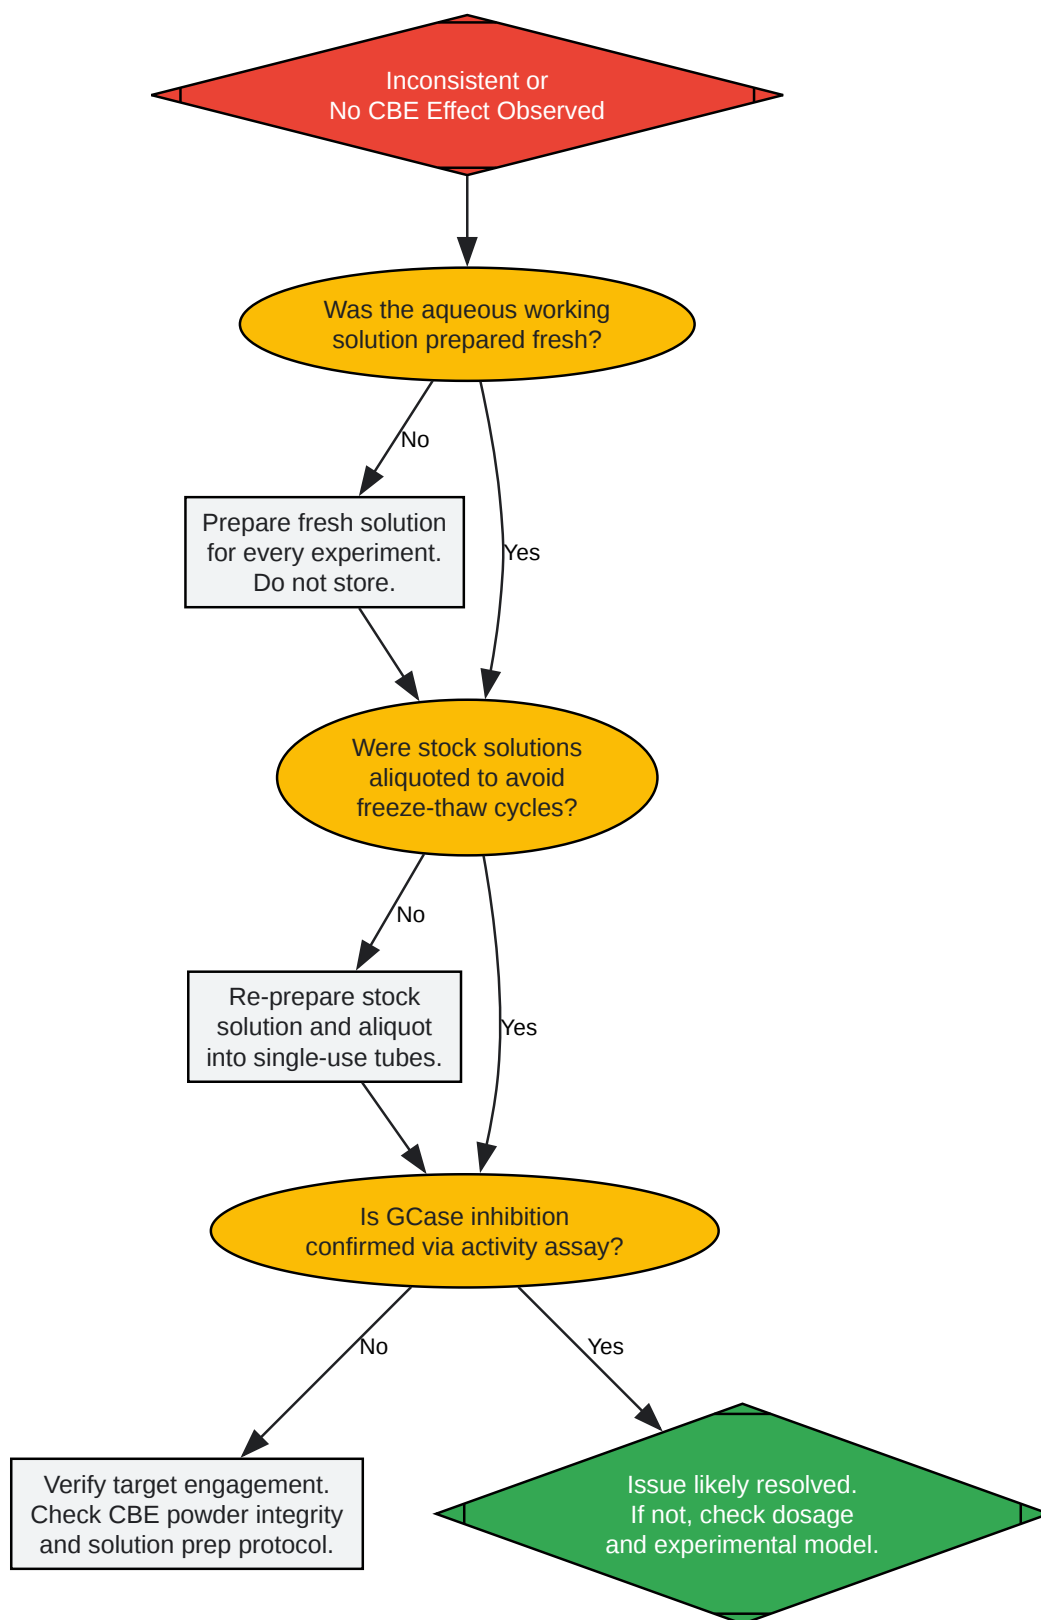 Inconsistent or
No CBE Effect Observed
Was the aqueous working
solution prepared fresh?
No
Prepare fresh solution
for every experiment.
Do not store.
Yes
Were stock solutions
aliquoted to avoid
freeze-thaw cycles?
No
Re-prepare stock
solution and aliquot
into single-use tubes.
Yes
Is GCase inhibition
confirmed via activity assay?
No
Yes
Verify target engagement.
Check CBE powder integrity
and solution prep protocol.
Issue likely resolved.
If not, check dosage
and experimental model.